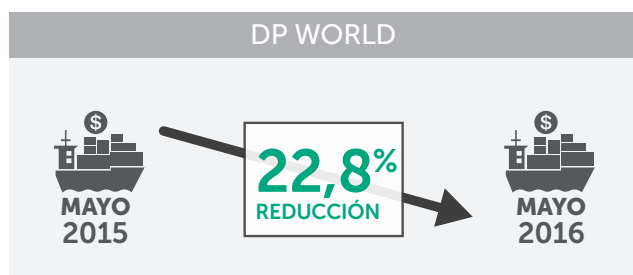 DP WORLD
$
MAYO
2015
22,8%
REDUCCIÓN
$
MAYO
2016